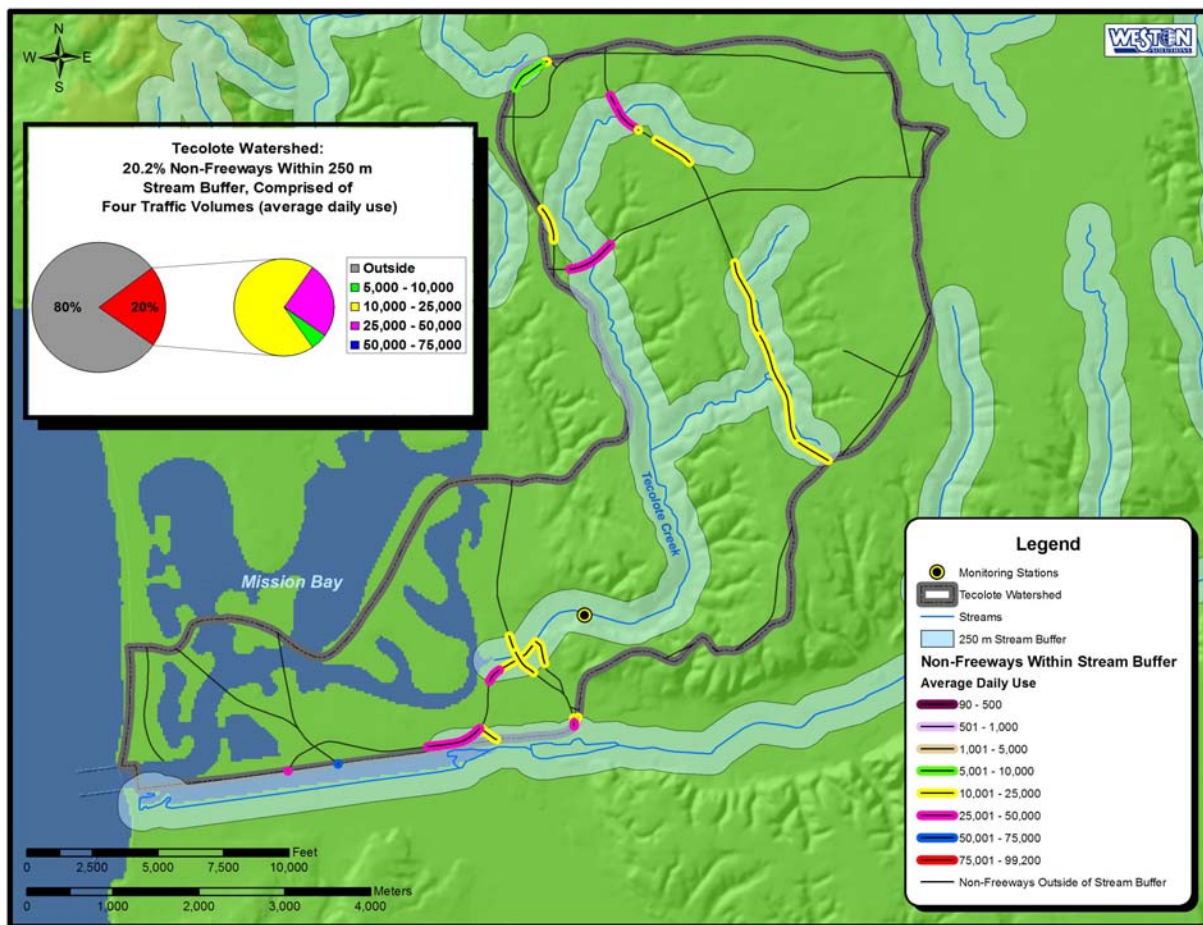 N
W E
S
WESTON
SOLUTIONS
Tecolote Watershed:
20.2% Non-Freeways Within 250 m
Stream Buffer, Comprised of
Four Traffic Volumes (average daily use)
80%
20%
Outside
5,000 - 10,000
10,000 - 25,000
25,000 - 50,000
50,000 - 75,000
Tecolote Creek
Mission Bay
Legend
Monitoring Stations
Tecolote Watershed
Streams
250 m Stream Buffer
Non-Freeways Within Stream Buffer
Average Daily Use
90 - 500
501 - 1,000
1,001 - 5,000
5,001 - 10,000
10,001 - 25,000
25,001 - 50,000
50,001 - 75,000
75,001 - 99,200
Non-Freeways Outside of Stream Buffer
Feet
0 2,500 5,000 7,500 10,000
Meters
0 1,000 2,000 3,000 4,000